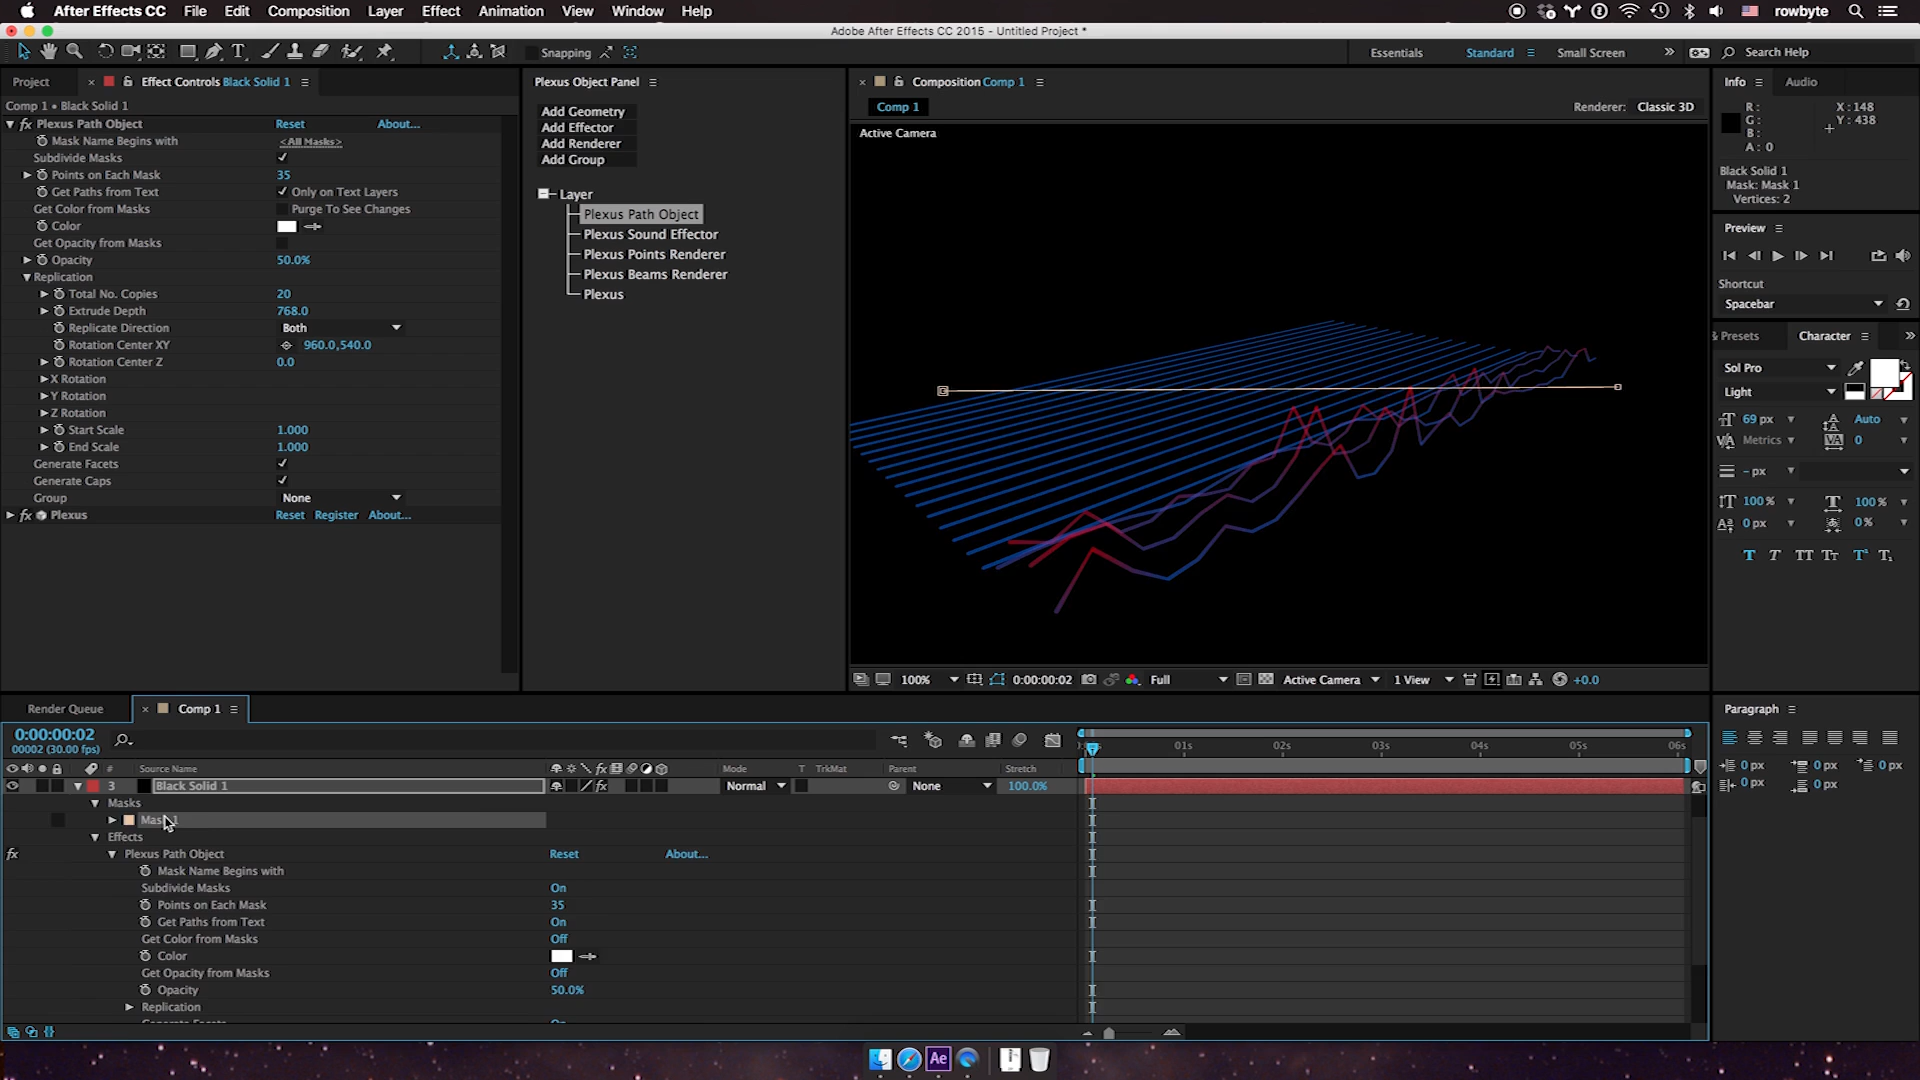 After Effects CC File Edit Composition Layer Effect Animation View Window Help rowbyte
Adobe After Effects CC 2015 - Untitled Project *
Snapping Essentials Standard Small Screen Search Help
Project Effect Controls Black Solid 1
Comp 1 • Black Solid 1
fx Plexus Path Object Reset About...
Mask Name Begins with <All Masks>
Subdivide Masks
Points on Each Mask 35
Get Paths from Text Only on Text Layers
Get Color from Masks Purge To See Changes
Color
Get Opacity from Masks
Opacity 50.0%
Replication
Total No. Copies 20
Extrude Depth 768.0
Replicate Direction Both
Rotation Center XY 960.0,540.0
Rotation Center Z 0.0
X Rotation
Y Rotation
Z Rotation
Start Scale 1.000
End Scale 1.000
Generate Facets
Generate Caps
Group None
fx Plexus Reset Register About...
Plexus Object Panel
Add Geometry
Add Effector
Add Renderer
Add Group
Layer
Plexus Path Object
Plexus Sound Effector
Plexus Points Renderer
Plexus Beams Renderer
Plexus
Composition Comp 1
Comp 1 Renderer: Classic 3D
Active Camera
100% 0:00:00:02 Full Active Camera 1 View +0.0
Info Audio
R: X : 148
G: Y : 438
B:
A : 0
Black Solid 1
Mask: Mask 1
Vertices: 2
Preview
Shortcut
Spacebar
& Presets Character
Sol Pro
Light
69 px Auto
Metrics 0
– px
100 % 100 %
0 px 0 %
T T TT Tt T¹ T₁
Paragraph
0 px 0 px 0 px
0 px 0 px
Render Queue Comp 1
0:00:00:02
00002 (30.00 fps)
01s 02s 03s 04s 05s 06s
# Source Name fx Mode T TrkMat Parent Stretch
3 Black Solid 1 fx Normal None 100.0%
Masks
Mask 1
Effects
fx Plexus Path Object Reset About...
Mask Name Begins with
Subdivide Masks On
Points on Each Mask 35
Get Paths from Text On
Get Color from Masks Off
Color
Get Opacity from Masks Off
Opacity 50.0%
Replication
Generate Facets On
Ae